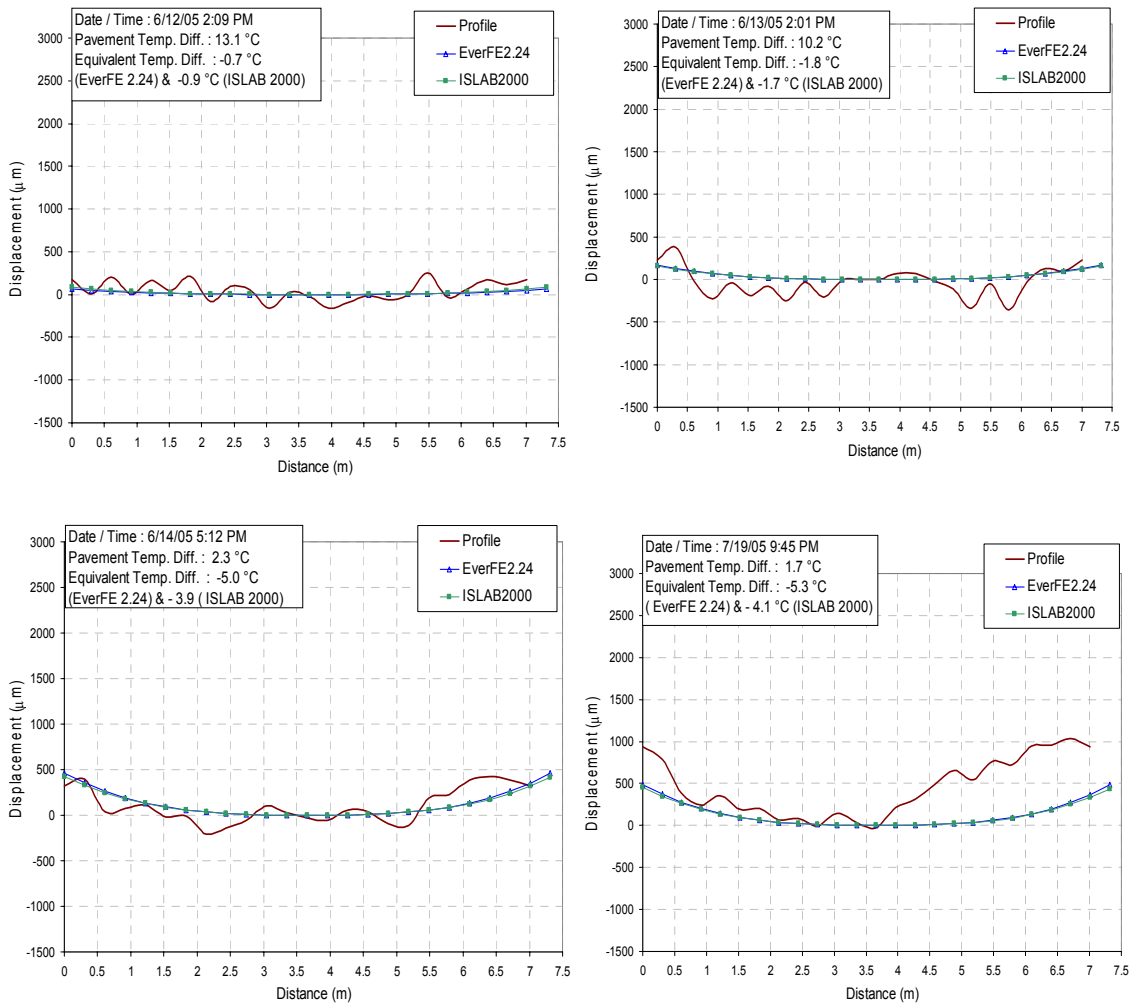 Date / Time : 6/12/05 2:09 PM
Pavement Temp. Diff. : 13.1 °C
Equivalent Temp. Diff. : -0.7 °C
(EverFE 2.24) & -0.9 °C (ISLAB 2000)
Profile
EverFE2.24
ISLAB2000
3000
2500
2000
1500
1000
500
0
-500
-1000
-1500
Displacement (μm)
0 0.5 1 1.5 2 2.5 3 3.5 4 4.5 5 5.5 6 6.5 7 7.5
Distance (m)
Date / Time : 6/13/05 2:01 PM
Pavement Temp. Diff. : 10.2 °C
Equivalent Temp. Diff. : -1.8 °C
(EverFE 2.24) & -1.7 °C (ISLAB 2000)
Profile
EverFE2.24
ISLAB2000
3000
2500
2000
1500
1000
500
0
-500
-1000
-1500
Displacement (μm)
0 0.5 1 1.5 2 2.5 3 3.5 4 4.5 5 5.5 6 6.5 7 7.5
Distance (m)
Date / Time : 6/14/05 5:12 PM
Pavement Temp. Diff. : 2.3 °C
Equivalent Temp. Diff. : -5.0 °C
(EverFE 2.24) & - 3.9 ( ISLAB 2000)
Profile
EverFE2.24
ISLAB2000
3000
2500
2000
1500
1000
500
0
-500
-1000
-1500
Displacement (μm)
0 0.5 1 1.5 2 2.5 3 3.5 4 4.5 5 5.5 6 6.5 7 7.5
Distance (m)
Date / Time : 7/19/05 9:45 PM
Pavement Temp. Diff. : 1.7 °C
Equivalent Temp. Diff. : -5.3 °C
( EverFE 2.24) & - 4.1 °C (ISLAB 2000)
Profile
EverFE2.24
ISLAB2000
3000
2500
2000
1500
1000
500
0
-500
-1000
-1500
Displacement (μm)
0 0.5 1 1.5 2 2.5 3 3.5 4 4.5 5 5.5 6 6.5 7 7.5
Distance (m)